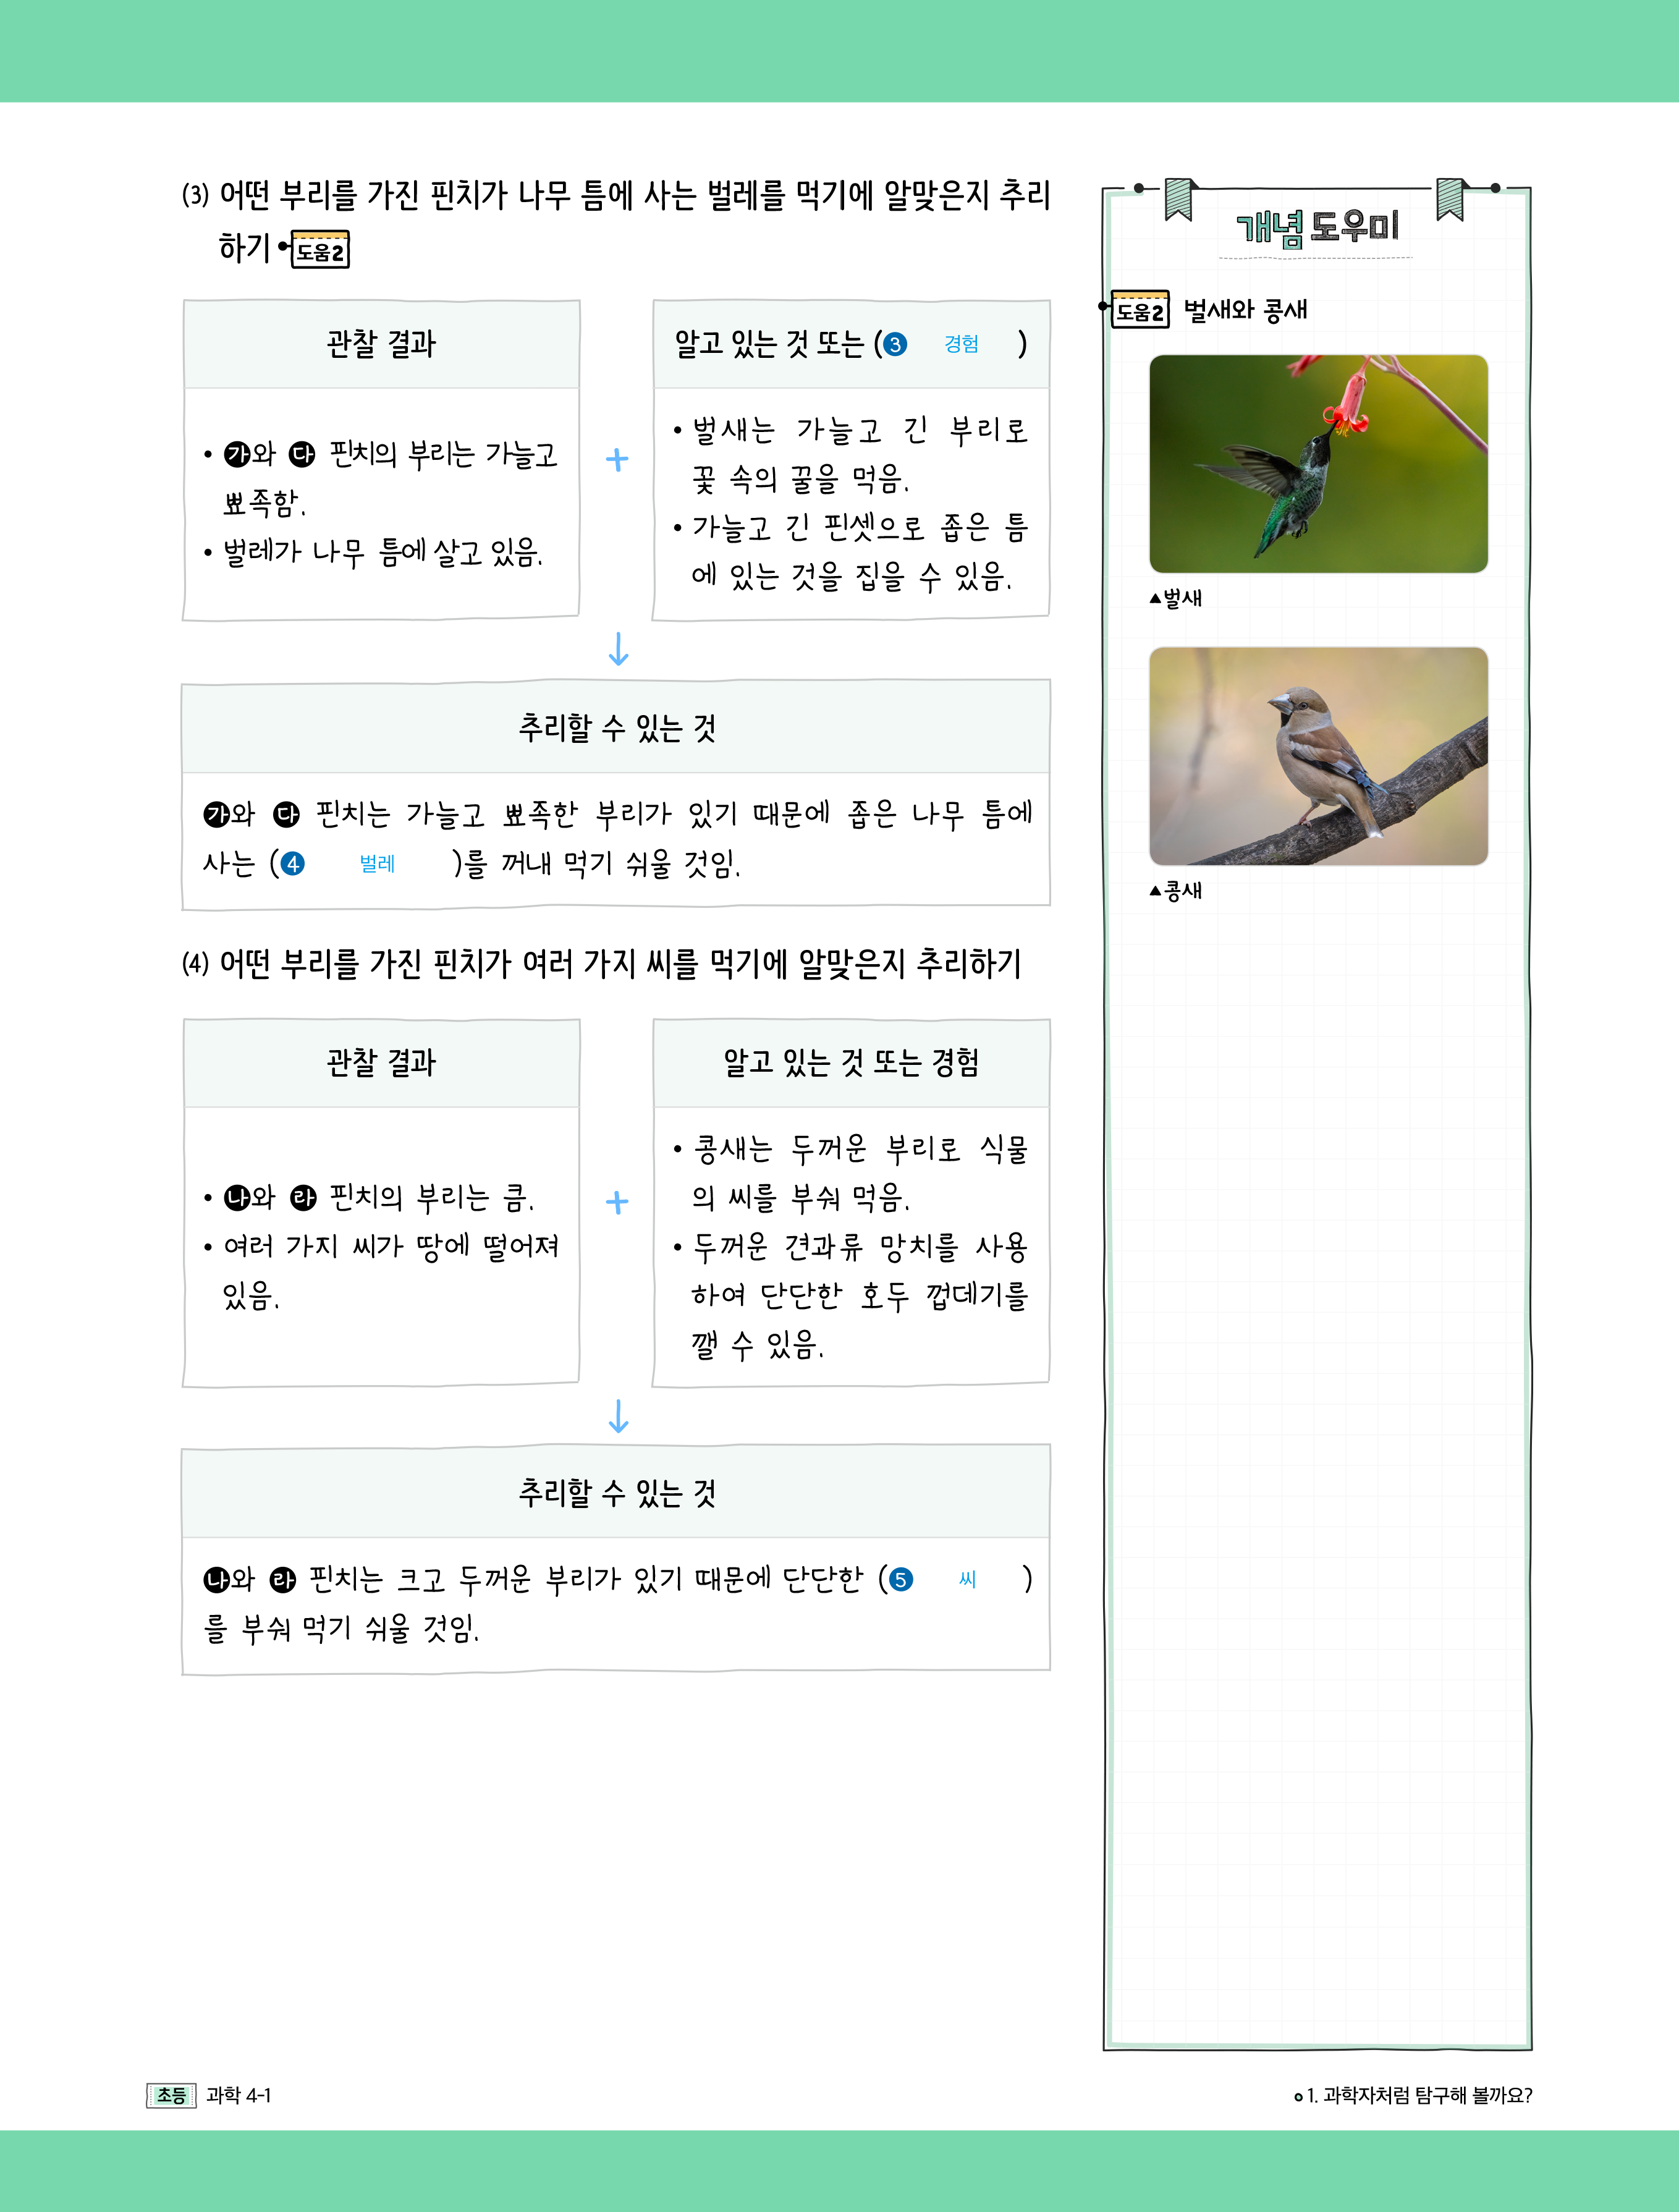 (3) 어떤 부리를 가진 핀치가 나무 틈에 사는 벌레를 먹기에 알맞은지 추리
하기 도움2
관찰 결과
• 가와 다 핀치의 부리는 가늘고
뾰족함.
• 벌레가 나무 틈에 살고 있음.
+
알고 있는 것 또는 (3 경험 )
• 벌새는 가늘고 긴 부리로
꽃 속의 꿀을 먹음.
• 가늘고 긴 핀셋으로 좁은 틈
에 있는 것을 집을 수 있음.
↓
추리할 수 있는 것
가와 다 핀치는 가늘고 뾰족한 부리가 있기 때문에 좁은 나무 틈에
사는 (4 벌레 )를 꺼내 먹기 쉬울 것임.
(4) 어떤 부리를 가진 핀치가 여러 가지 씨를 먹기에 알맞은지 추리하기
관찰 결과
• 나와 라 핀치의 부리는 큼.
• 여러 가지 씨가 땅에 떨어져
있음.
+
알고 있는 것 또는 경험
• 콩새는 두꺼운 부리로 식물
의 씨를 부숴 먹음.
• 두꺼운 견과류 망치를 사용
하여 단단한 호두 껍데기를
깰 수 있음.
↓
추리할 수 있는 것
나와 라 핀치는 크고 두꺼운 부리가 있기 때문에 단단한 (5 씨 )
를 부숴 먹기 쉬울 것임.
개념 도우미
도움2 벌새와 콩새
▲벌새
▲콩새
초등 과학 4-1
1. 과학자처럼 탐구해 볼까요?